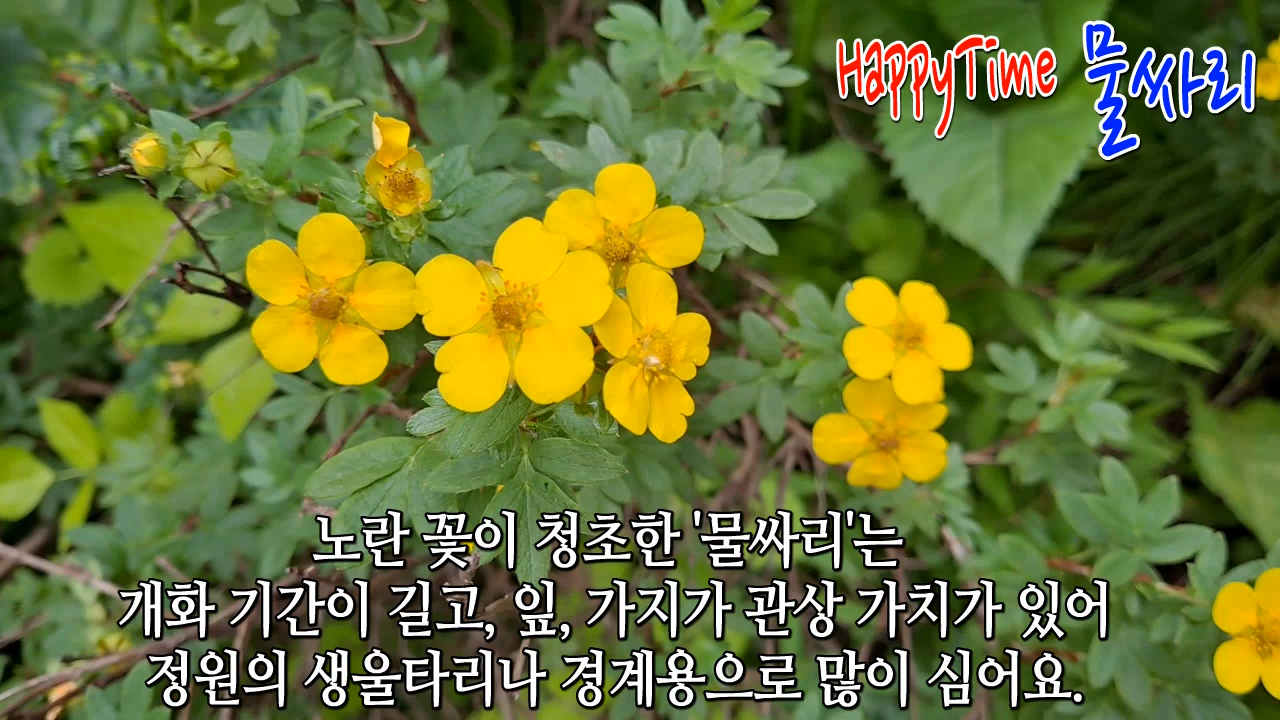 HappyTime 물싸리
노란 꽃이 청초한 '물싸리'는
개화 기간이 길고, 잎, 가지가 관상 가치가 있어
정원의 생울타리나 경계용으로 많이 심어요.